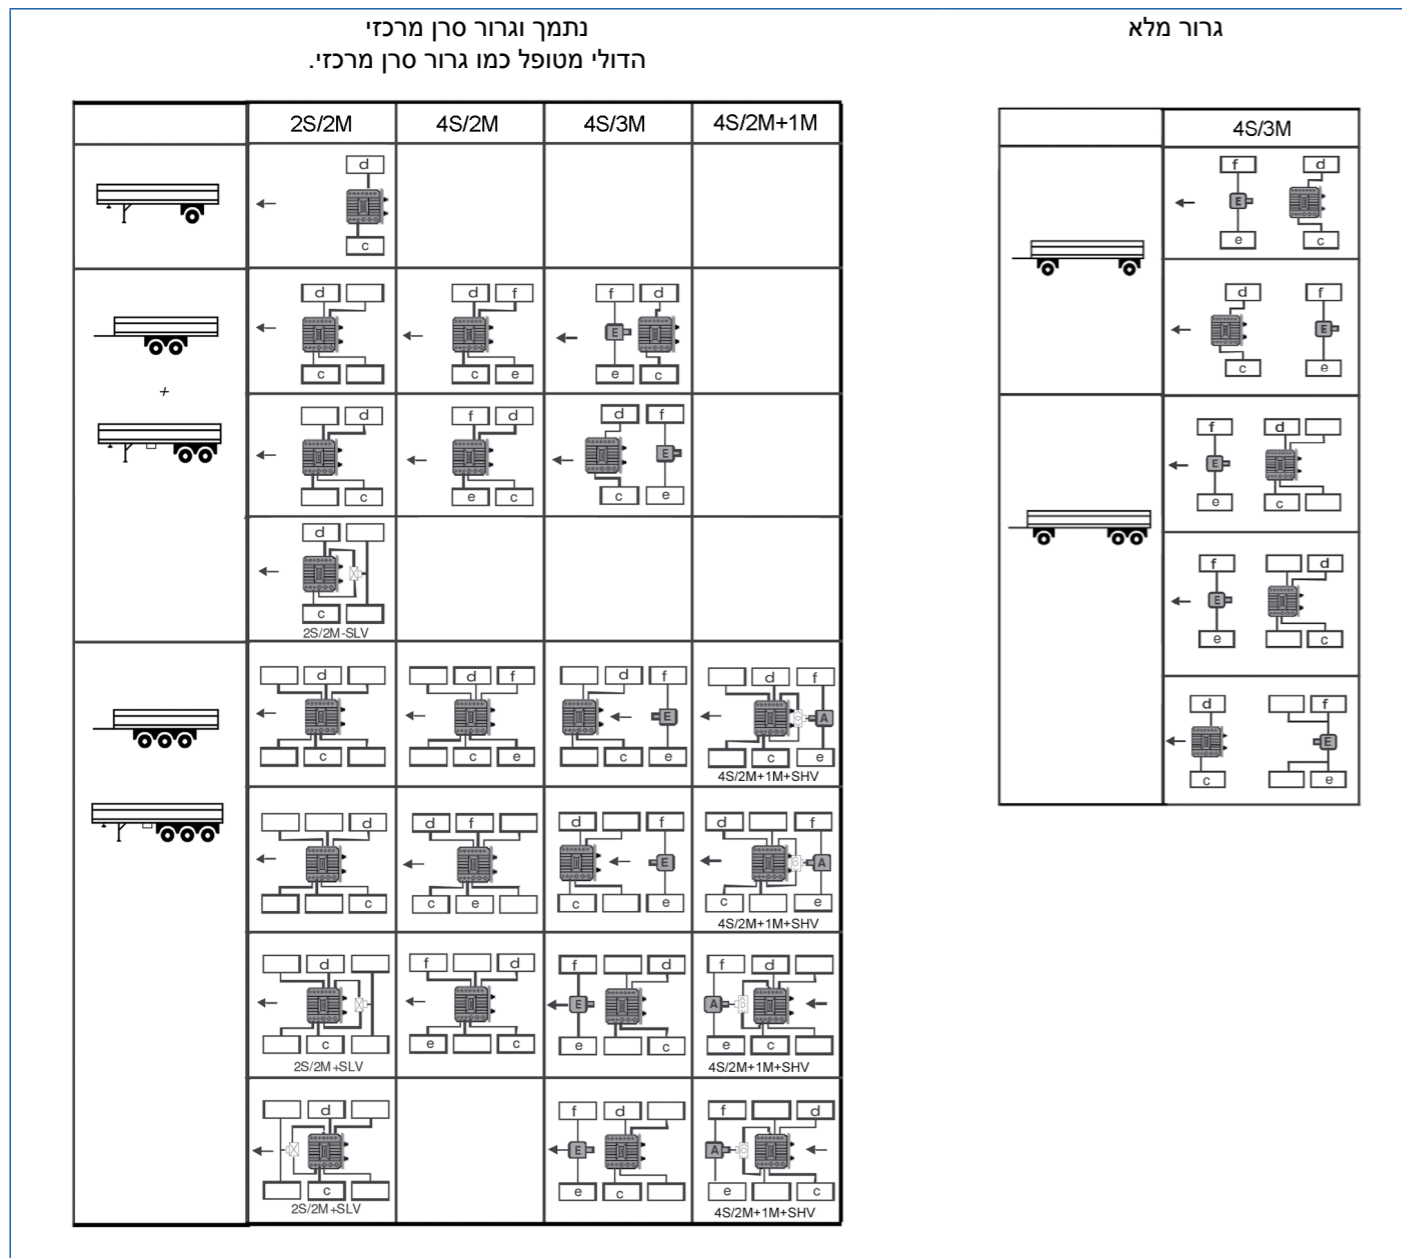 נתמך וגרור סרן מרכזי
הדולי מטופל כמו גרור סרן מרכזי.
2S/2M 4S/2M 4S/3M 4S/2M+1M
d
c
d d f f d
E
c c e e c
+
d f d d f
E
c e c c e
d
c
2S/2M-SLV
d d f d f d f
E A
c c e c e c e
4S/2M+1M+SHV
d d f d f d f
E A
c c e c e c e
4S/2M+1M+SHV
d f d f d f d
E A
c e c e c e c
2S/2M+SLV 4S/2M+1M+SHV
d f d f d
E A
c e c e c
2S/2M+SLV 4S/2M+1M+SHV
גרור מלא
4S/3M
f d
E
e c
d f
E
c e
f d
E
e c
f d
E
e c
d f
E
c e